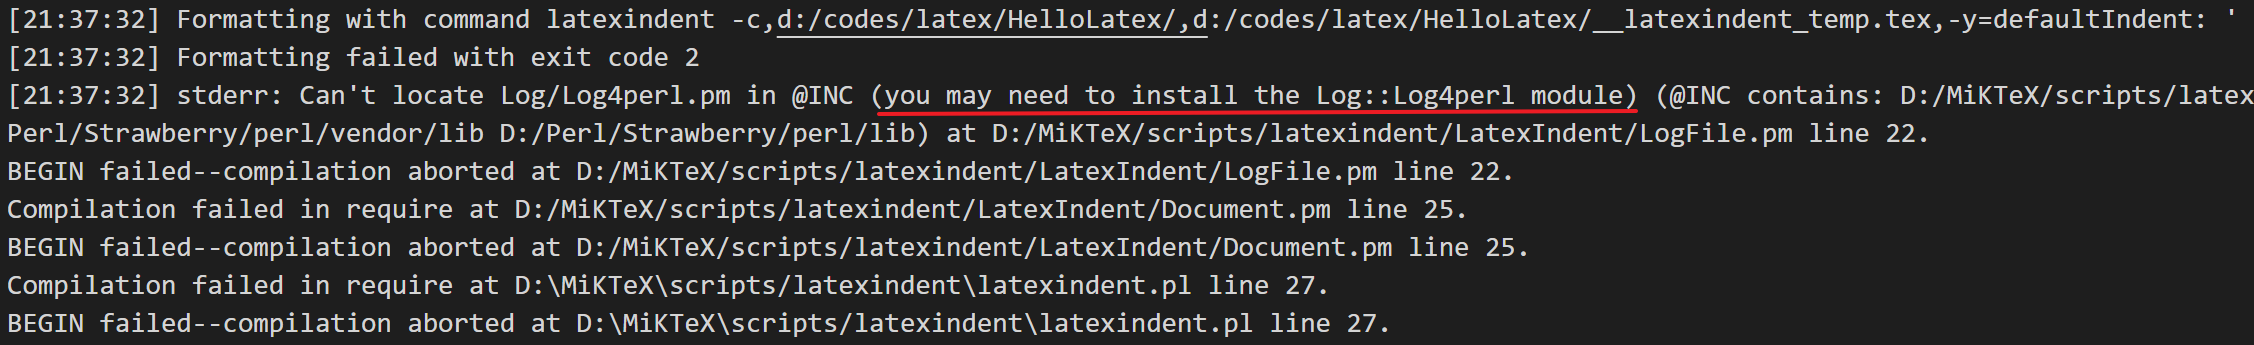 [21:37:32] Formatting with command latexindent -c,d:/codes/latex/HelloLatex/,d:/codes/latex/HelloLatex/__latexindent_temp.tex,-y=defaultIndent: '
[21:37:32] Formatting failed with exit code 2
[21:37:32] stderr: Can't locate Log/Log4perl.pm in @INC (you may need to install the Log::Log4perl module) (@INC contains: D:/MiKTeX/scripts/latex
Perl/Strawberry/perl/vendor/lib D:/Perl/Strawberry/perl/lib) at D:/MiKTeX/scripts/latexindent/LatexIndent/LogFile.pm line 22.
BEGIN failed--compilation aborted at D:/MiKTeX/scripts/latexindent/LatexIndent/LogFile.pm line 22.
Compilation failed in require at D:/MiKTeX/scripts/latexindent/LatexIndent/Document.pm line 25.
BEGIN failed--compilation aborted at D:/MiKTeX/scripts/latexindent/LatexIndent/Document.pm line 25.
Compilation failed in require at D:\MiKTeX\scripts/latexindent\latexindent.pl line 27.
BEGIN failed--compilation aborted at D:\MiKTeX\scripts/latexindent\latexindent.pl line 27.